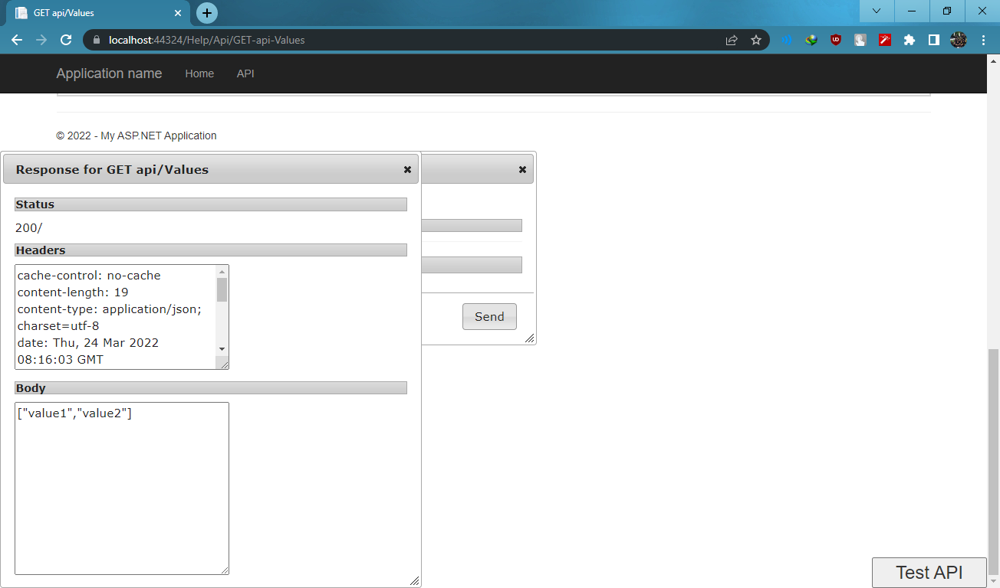 GET api/Values
localhost:44324/Help/Api/GET-api-Values
Application name Home API
© 2022 - My ASP.NET Application
Response for GET api/Values
Status
200/
Headers
cache-control: no-cache
content-length: 19
content-type: application/json;
charset=utf-8
date: Thu, 24 Mar 2022
08:16:03 GMT
Send
Body
["value1","value2"]
Test API